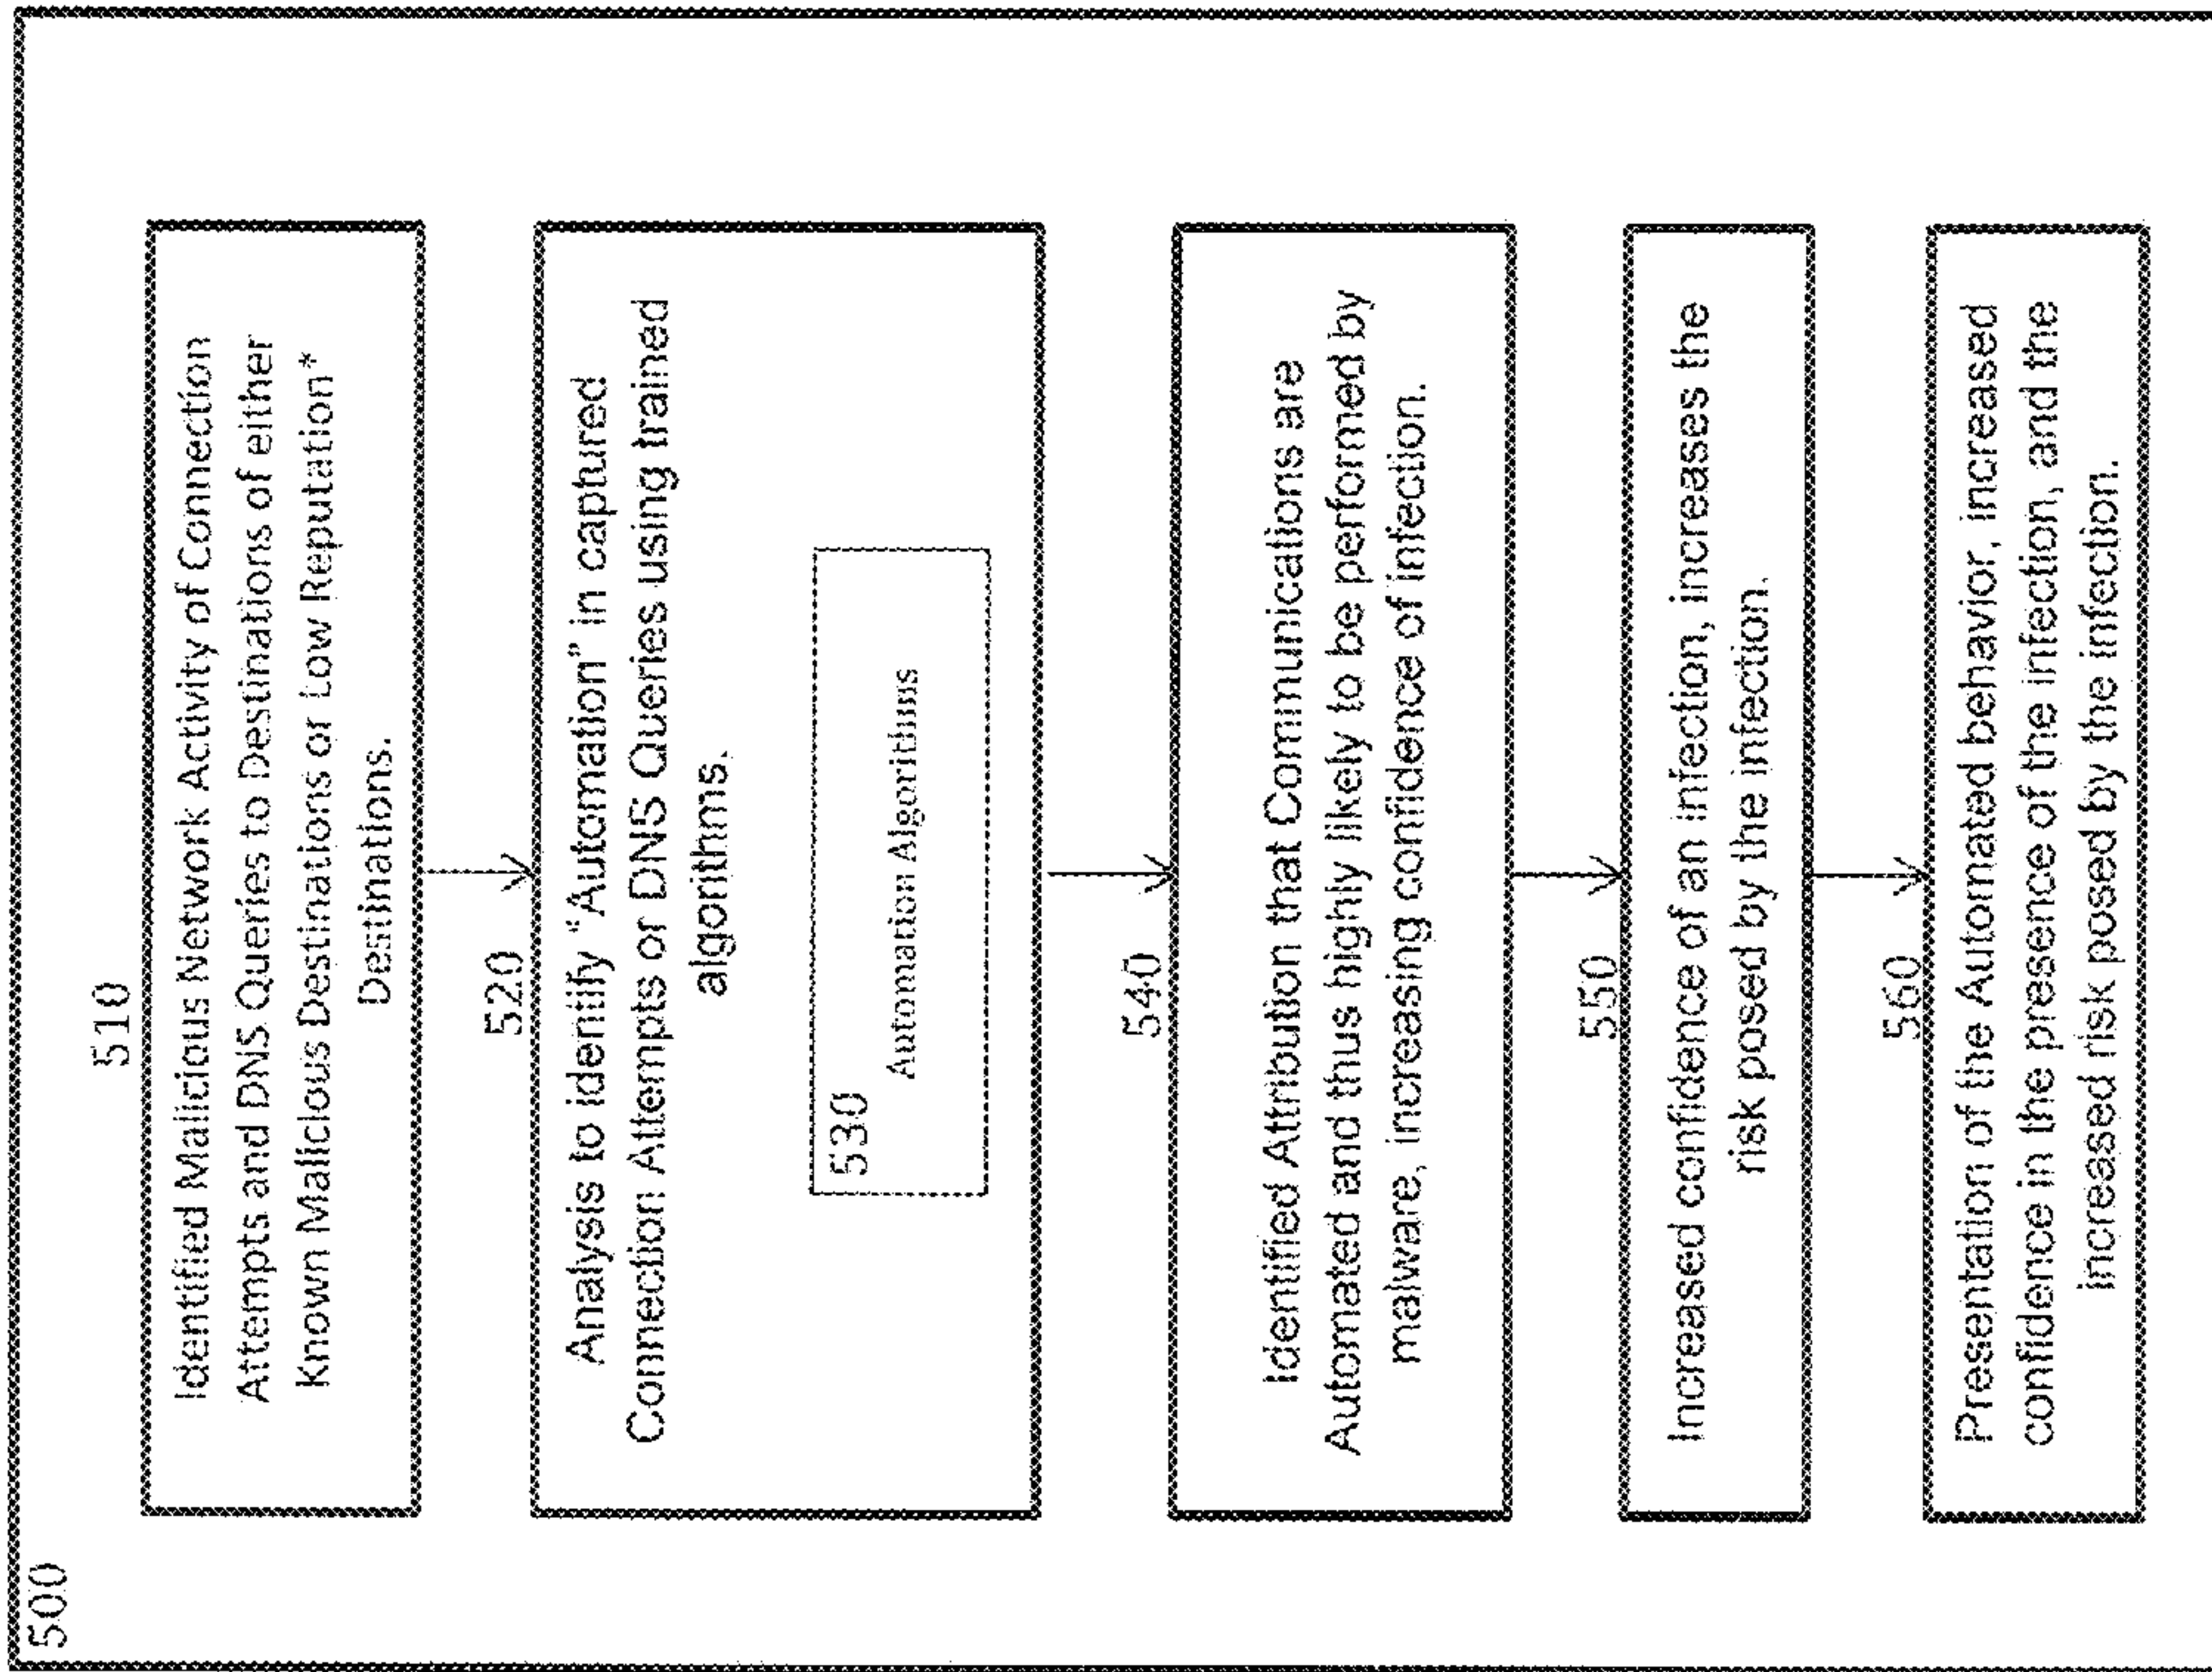 500
510
Identified Malicious Network Activity of Connection
Attempts and DNS Queries to Destinations of either
Known Malicious Destinations or Low Reputation*
Destinations.
520
Analysis to identify "Automation" in captured
Connection Attempts or DNS Queries using trained
algorithms.
530
Automation Algorithms
540
Identified Attribution that Communications are
Automated and thus highly likely to be performed by
malware, increasing confidence of infection.
550
Increased confidence of an infection, increases the
risk posed by the infection.
560
Presentation of the Automated behavior, increased
confidence in the presence of the infection, and the
increased risk posed by the infection.